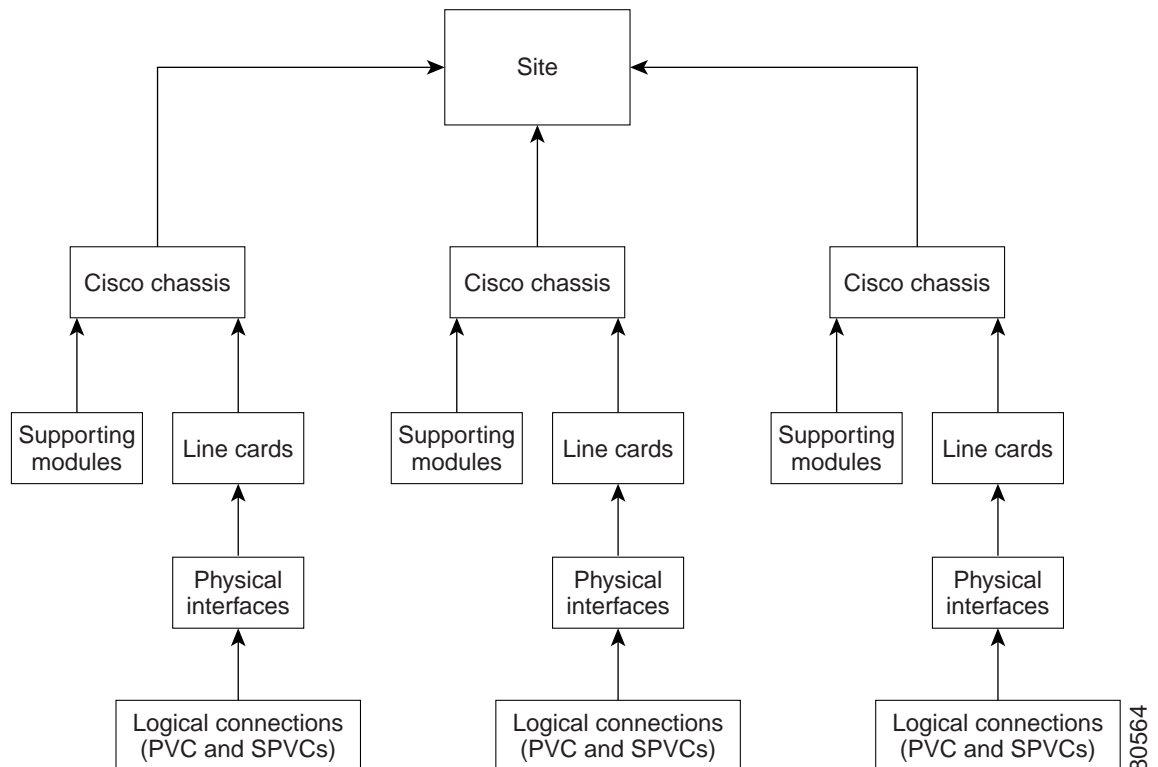 Site
Cisco chassis
Cisco chassis
Cisco chassis
Supporting
modules
Line cards
Supporting
modules
Line cards
Supporting
modules
Line cards
Physical
interfaces
Physical
interfaces
Physical
interfaces
Logical connections
(PVC and SPVCs)
Logical connections
(PVC and SPVCs)
Logical connections
(PVC and SPVCs)
30564